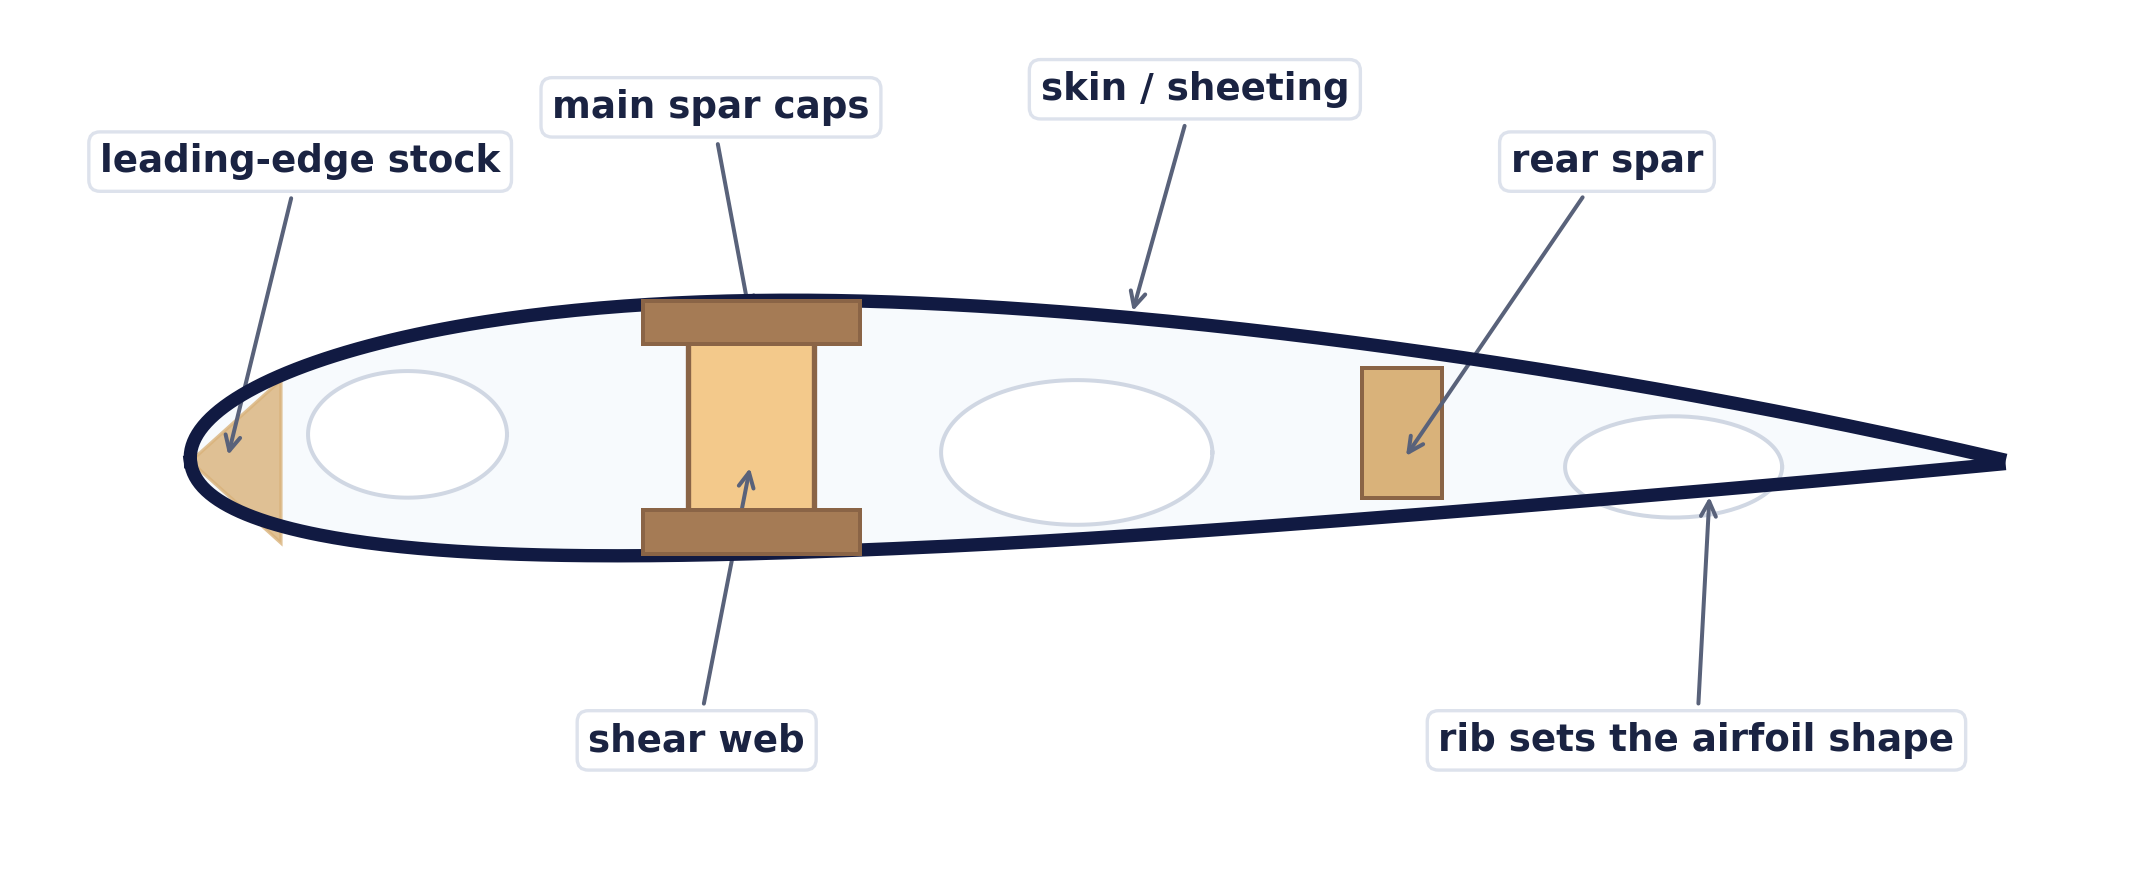 skin / sheeting
main spar caps
leading-edge stock
rear spar
shear web
rib sets the airfoil shape